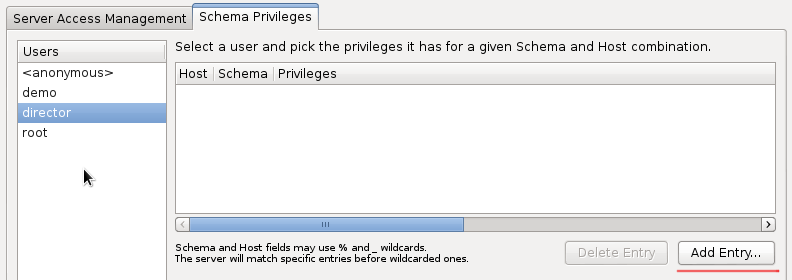 Server Access Management
Schema Privileges
Users
<anonymous>
demo
director
root
Select a user and pick the privileges it has for a given Schema and Host combination.
Host Schema Privileges
Schema and Host fields may use % and _ wildcards.
The server will match specific entries before wildcarded ones.
Delete Entry
Add Entry...